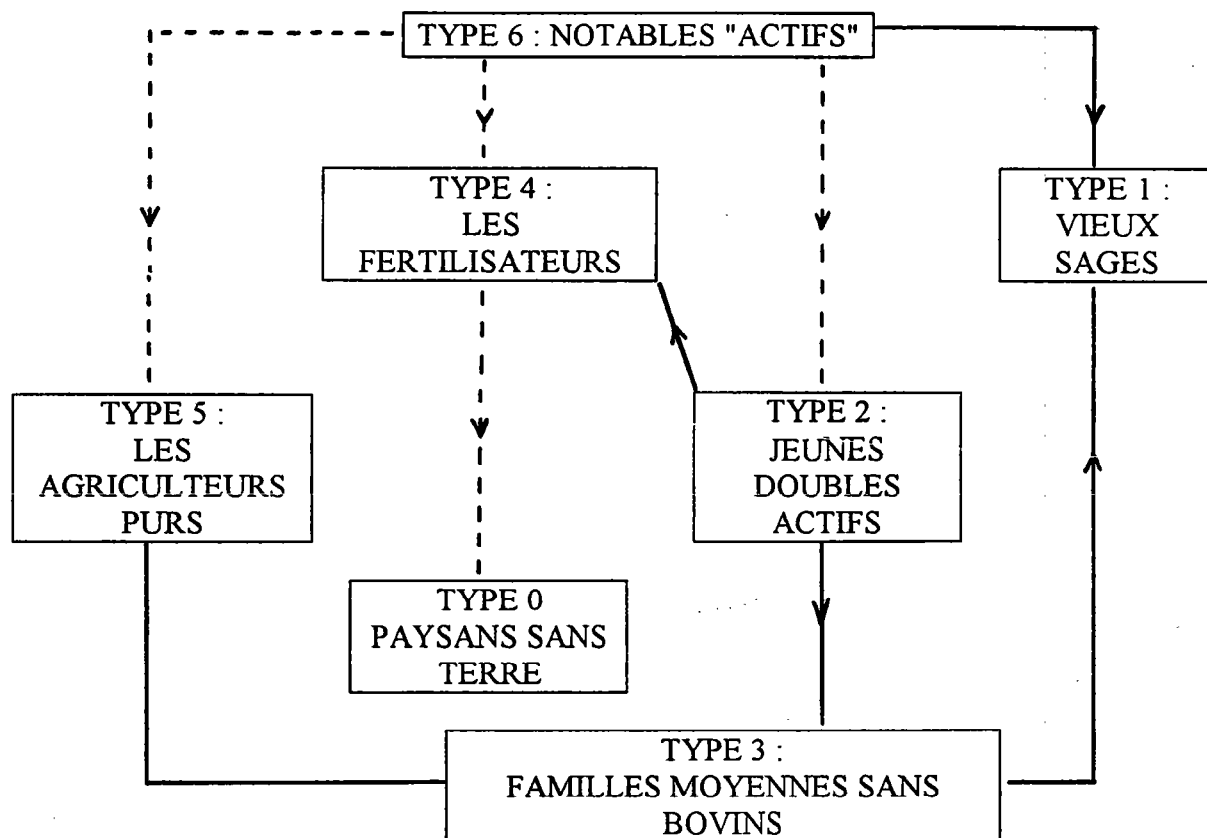 TYPE 6 : NOTABLES "ACTIFS"
TYPE 4 :
LES
FERTILISATEURS
TYPE 1 :
VIEUX
SAGES
TYPE 5 :
LES
AGRICULTEURS
PURS
TYPE 2 :
JEUNES
DOUBLES
ACTIFS
TYPE 0
PAYSANS SANS
TERRE
TYPE 3 :
FAMILLES MOYENNES SANS
BOVINS